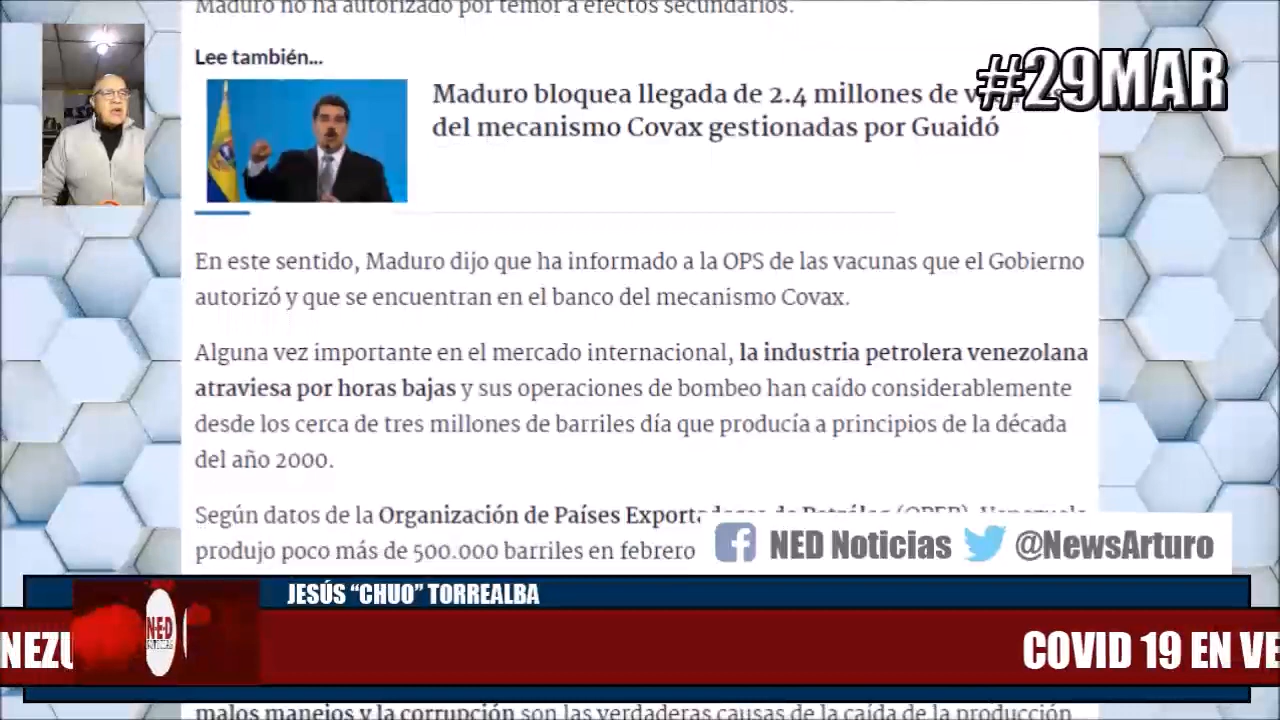 Maduro no ha autorizado por temor a efectos secundarios.
Lee también...
#29MAR
Maduro bloquea llegada de 2.4 millones de
del mecanismo Covax gestionadas por Guaidó
En este sentido, Maduro dijo que ha informado a la OPS de las vacunas que el Gobierno
autorizó y que se encuentran en el banco del mecanismo Covax.
Alguna vez importante en el mercado internacional, la industria petrolera venezolana
atraviesa por horas bajas y sus operaciones de bombeo han caído considerablemente
desde los cerca de tres millones de barriles día que producía a principios de la década
del año 2000.
Según datos de la Organización de Países Exportadores de Petróleo (OPEP), Venezuela
produjo poco más de 500.000 barriles en febrero
NED Noticias @NewsArturo
JESÚS “CHUO” TORREALBA
N·E·D
NEZU
COVID 19 EN VE
malos manejos y la corrupción son las verdaderas causas de la caída de la producción